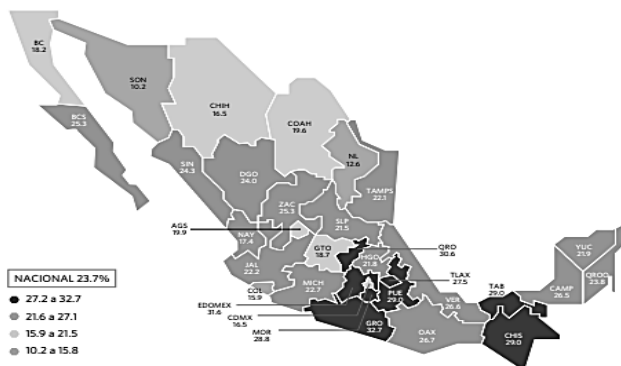 BC
18.2
SON
10.2
CHIH
16.5
COAH
19.6
BCS
25.3
NL
12.6
SIN
24.3
DGO
24.0
TAMPS
22.1
ZAC
25.3
SLP
21.5
AGS
19.9
NAY
17.4
GTO
18.7
HGO
21.8
QRO
30.6
JAL
22.2
MICH
22.7
COL
15.9
EDOMEX
31.6
CDMX
16.5
MOR
28.8
GRO
32.7
PUE
29.0
TLAX
27.5
VER
26.6
OAX
26.7
TAB
29.0
CHIS
29.0
CAMP
26.5
YUC
21.9
QROO
23.8
NACIONAL 23.7%
27.2 a 32.7
21.6 a 27.1
15.9 a 21.5
10.2 a 15.8